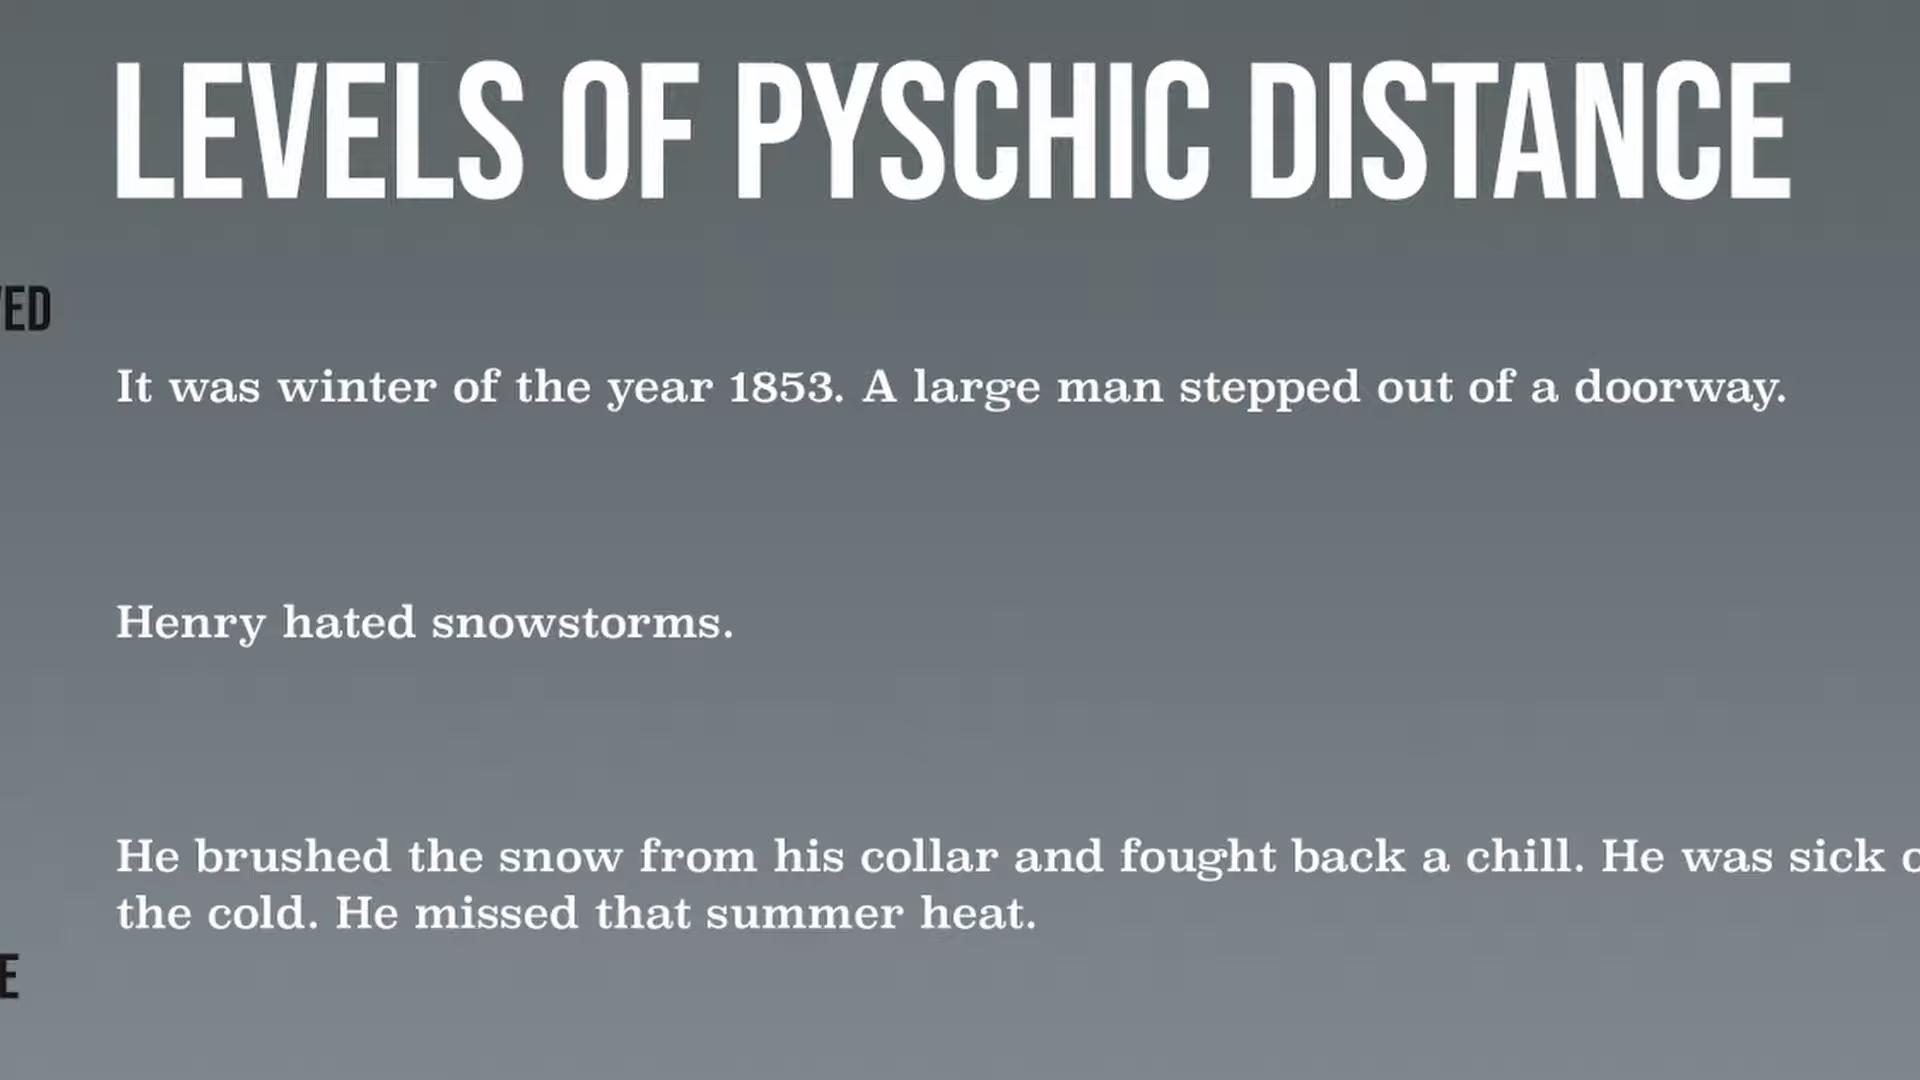 LEVELS OF PYSCHIC DISTANCE
It was winter of the year 1853. A large man stepped out of a doorway.
Henry hated snowstorms.
He brushed the snow from his collar and fought back a chill. He was sick
the cold. He missed that summer heat.